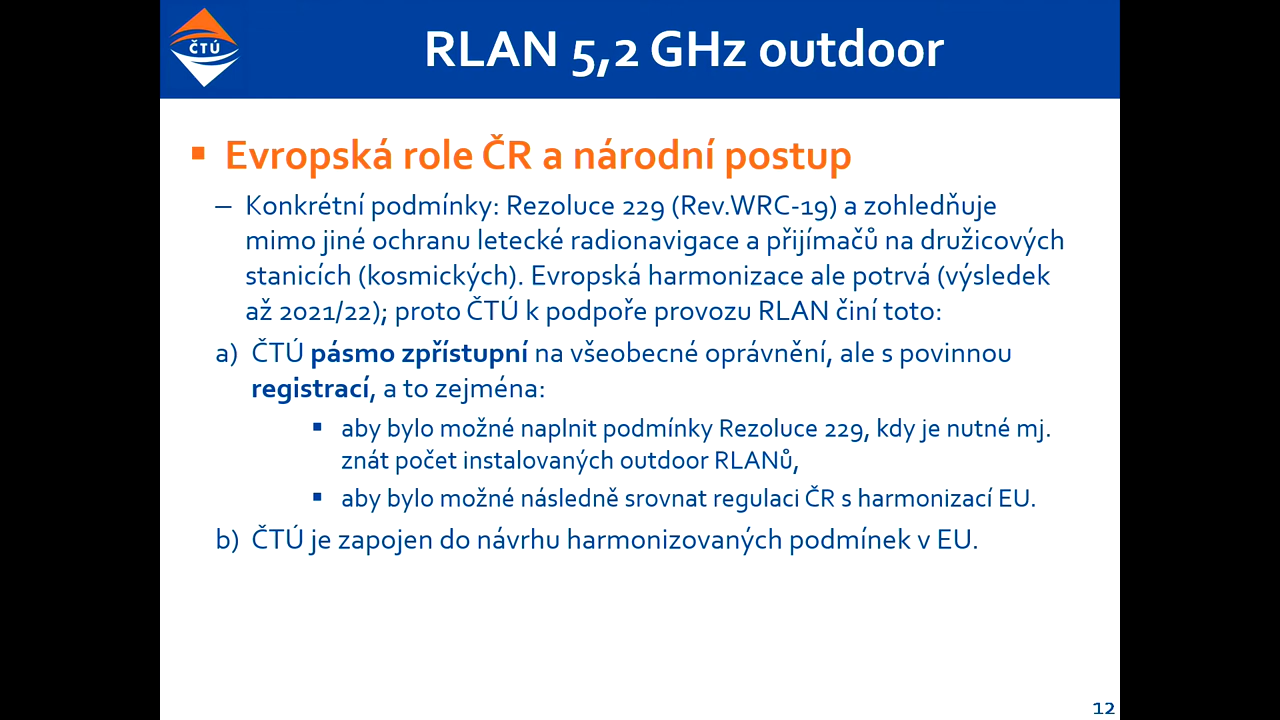 ČTÚ
RLAN 5,2 GHz outdoor
▪ Evropská role ČR a národní postup
– Konkrétní podmínky: Rezoluce 229 (Rev.WRC-19) a zohledňuje
mimo jiné ochranu letecké radionavigace a přijímačů na družicových
stanicích (kosmických). Evropská harmonizace ale potrvá (výsledek
až 2021/22); proto ČTÚ k podpoře provozu RLAN činí toto:
a) ČTÚ pásmo zpřístupní na všeobecné oprávnění, ale s povinnou
registrací, a to zejména:
▪ aby bylo možné naplnit podmínky Rezoluce 229, kdy je nutné mj.
znát počet instalovaných outdoor RLANů,
▪ aby bylo možné následně srovnat regulaci ČR s harmonizací EU.
b) ČTÚ je zapojen do návrhu harmonizovaných podmínek v EU.
12